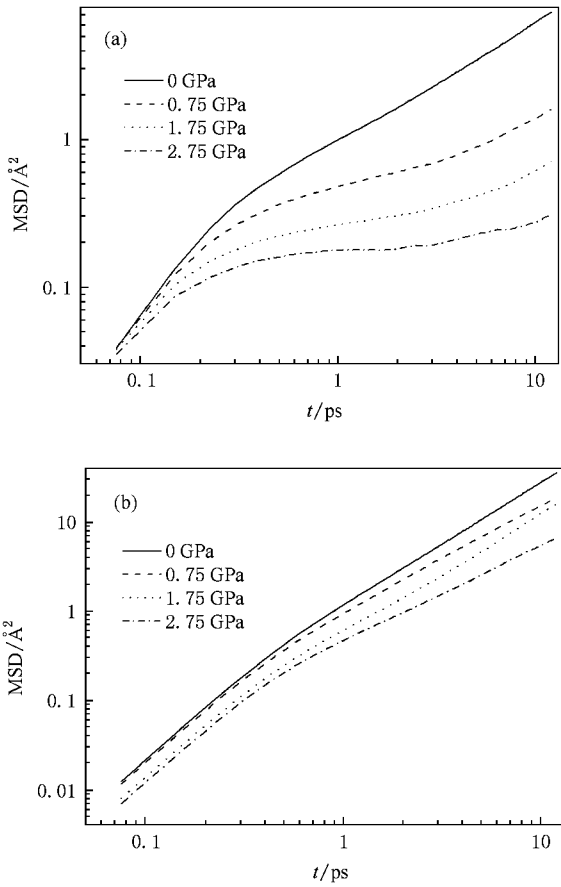 (a)
0 GPa
0. 75 GPa
1. 75 GPa
2. 75 GPa
MSD/Å²
1
0. 1
0. 1
1
10
t/ps
(b)
0 GPa
0. 75 GPa
1. 75 GPa
2. 75 GPa
MSD/Å²
10
1
0. 1
0. 01
0. 1
1
10
t/ps